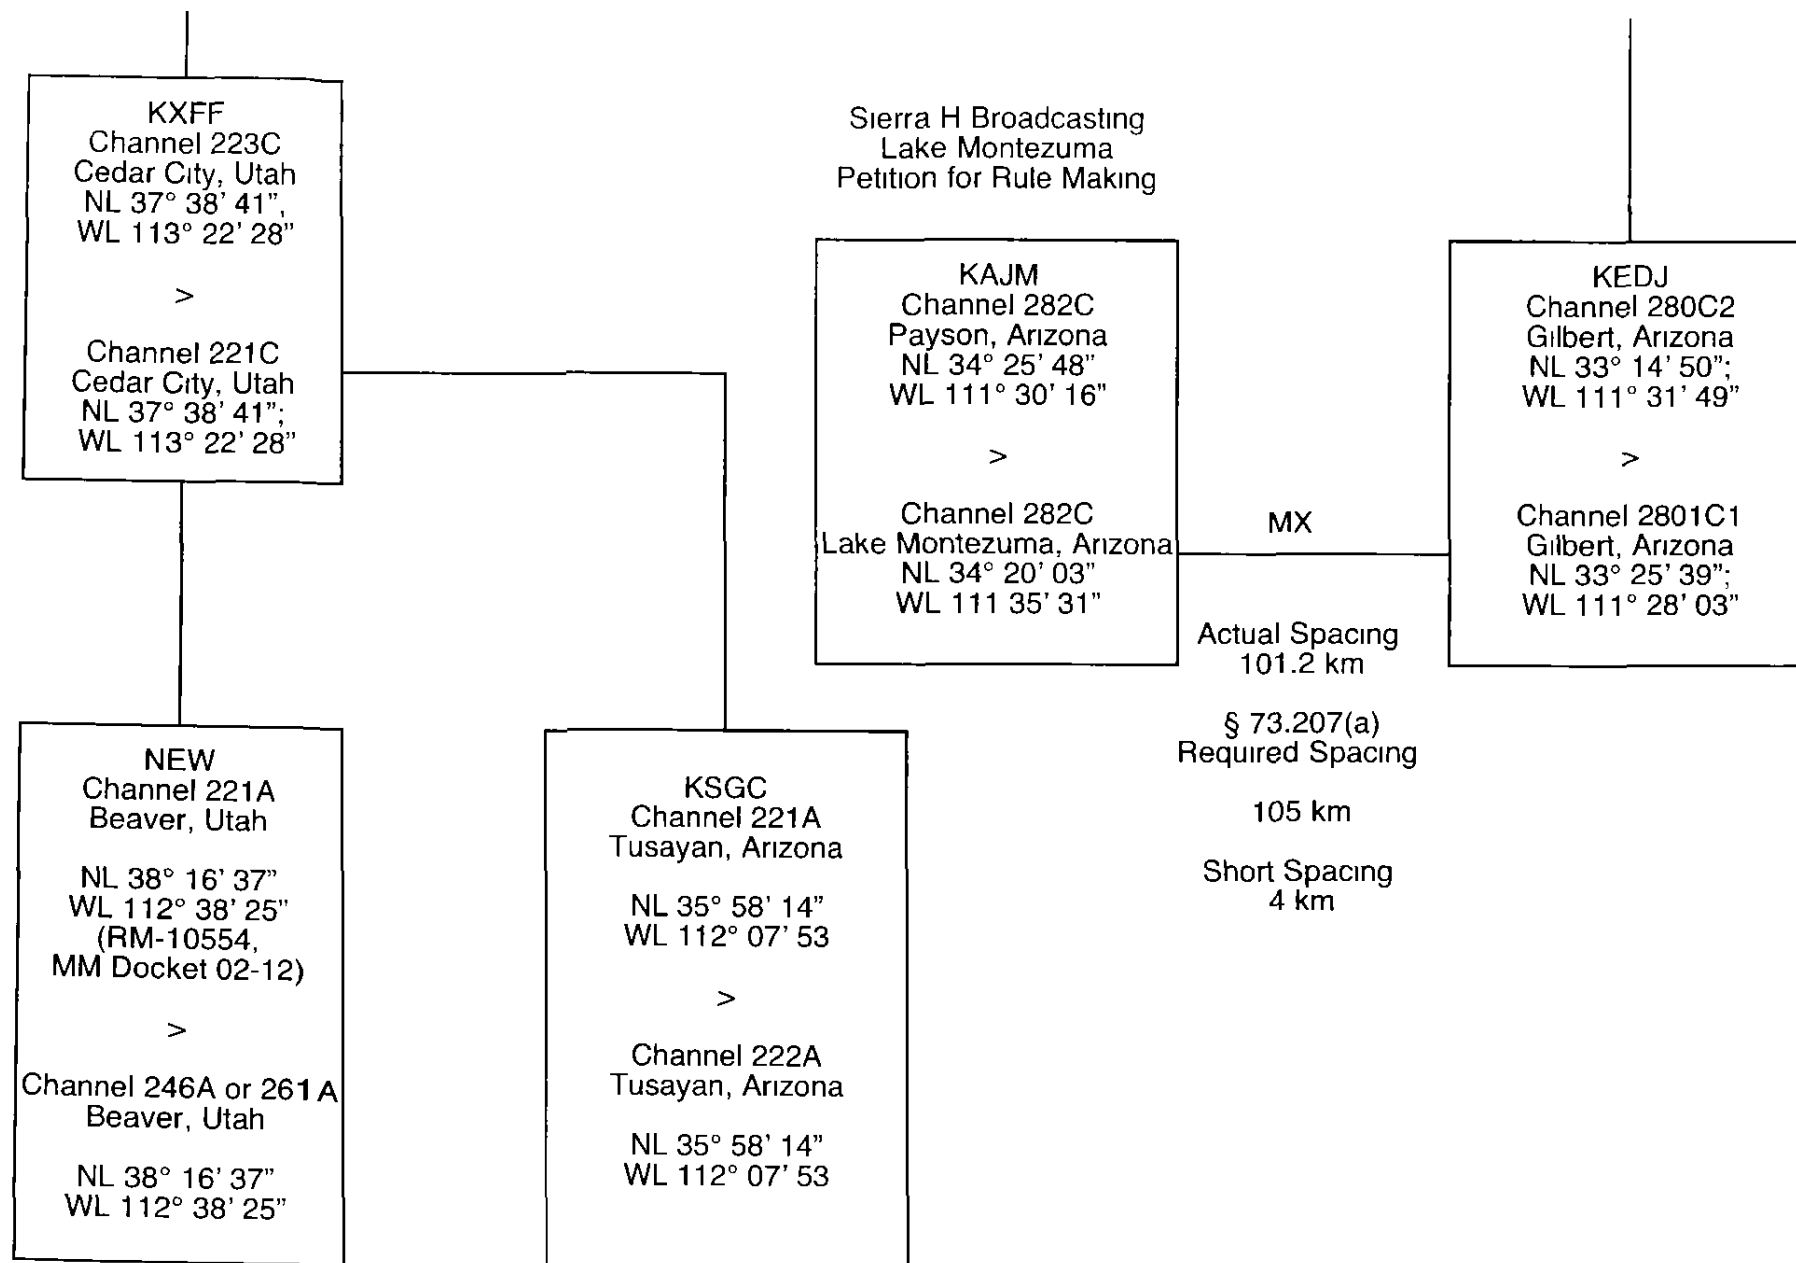 KXFF
Channel 223C
Cedar City, Utah
NL 37° 38' 41",
WL 113° 22' 28"
>
Channel 221C
Cedar City, Utah
NL 37° 38' 41";
WL 113° 22' 28"
Sierra H Broadcasting
Lake Montezuma
Petition for Rule Making
KAJM
Channel 282C
Payson, Arizona
NL 34° 25' 48"
WL 111° 30' 16"
>
Channel 282C
Lake Montezuma, Arizona
NL 34° 20' 03"
WL 111 35' 31"
MX
KEDJ
Channel 280C2
Gilbert, Arizona
NL 33° 14' 50";
WL 111° 31' 49"
>
Channel 2801C1
Gilbert, Arizona
NL 33° 25' 39";
WL 111° 28' 03"
Actual Spacing
101.2 km
§ 73.207(a)
Required Spacing
105 km
Short Spacing
4 km
NEW
Channel 221A
Beaver, Utah
NL 38° 16' 37"
WL 112° 38' 25"
(RM-10554,
MM Docket 02-12)
>
Channel 246A or 261A
Beaver, Utah
NL 38° 16' 37"
WL 112° 38' 25"
KSGC
Channel 221A
Tusayan, Arizona
NL 35° 58' 14"
WL 112° 07' 53
>
Channel 222A
Tusayan, Arizona
NL 35° 58' 14"
WL 112° 07' 53